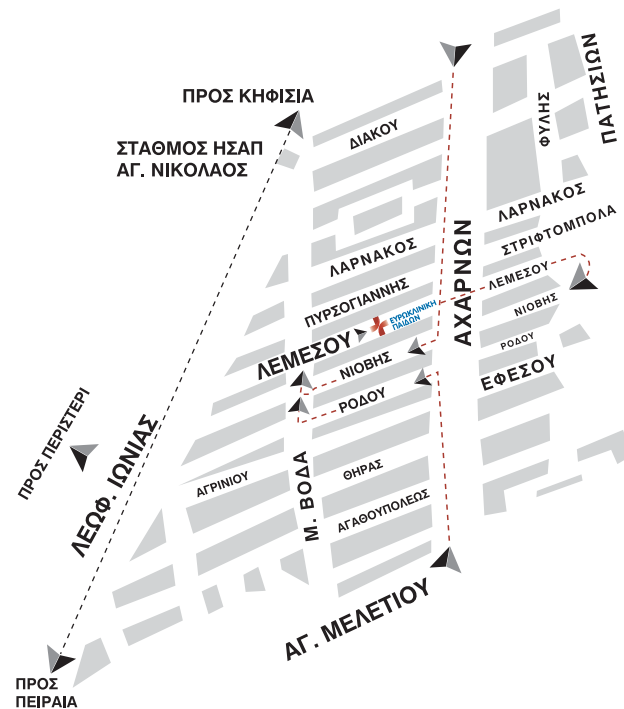 ΠΡΟΣ ΚΗΦΙΣΙΑ
ΣΤΑΘΜΟΣ ΗΣΑΠ
ΑΓ. ΝΙΚΟΛΑΟΣ
ΔΙΑΚΟΥ
ΦΥΛΗΣ
ΠΑΤΗΣΙΩΝ
ΛΑΡΝΑΚΟΣ
ΛΑΡΝΑΚΟΣ
ΣΤΡΙΦΤΟΜΠΟΛΑ
ΑΧΑΡΝΩΝ
ΛΕΜΕΣΟΥ
ΠΥΡΣΟΓΙΑΝΝΗΣ
ΕΥΡΩΚΛΙΝΙΚΗ
ΠΑΙΔΩΝ
ΝΙΟΒΗΣ
ΛΕΜΕΣΟΥ
ΝΙΟΒΗΣ
ΡΟΔΟΥ
ΕΦΕΣΟΥ
ΡΟΔΟΥ
ΠΡΟΣ ΠΕΡΙΣΤΕΡΙ
ΛΕΩΦ. ΙΩΝΙΑΣ
ΑΓΡΙΝΙΟΥ
Μ. ΒΟΔΑ
ΘΗΡΑΣ
ΑΓΑΘΟΥΠΟΛΕΩΣ
ΑΓ. ΜΕΛΕΤΙΟΥ
ΠΡΟΣ
ΠΕΙΡΑΙΑ